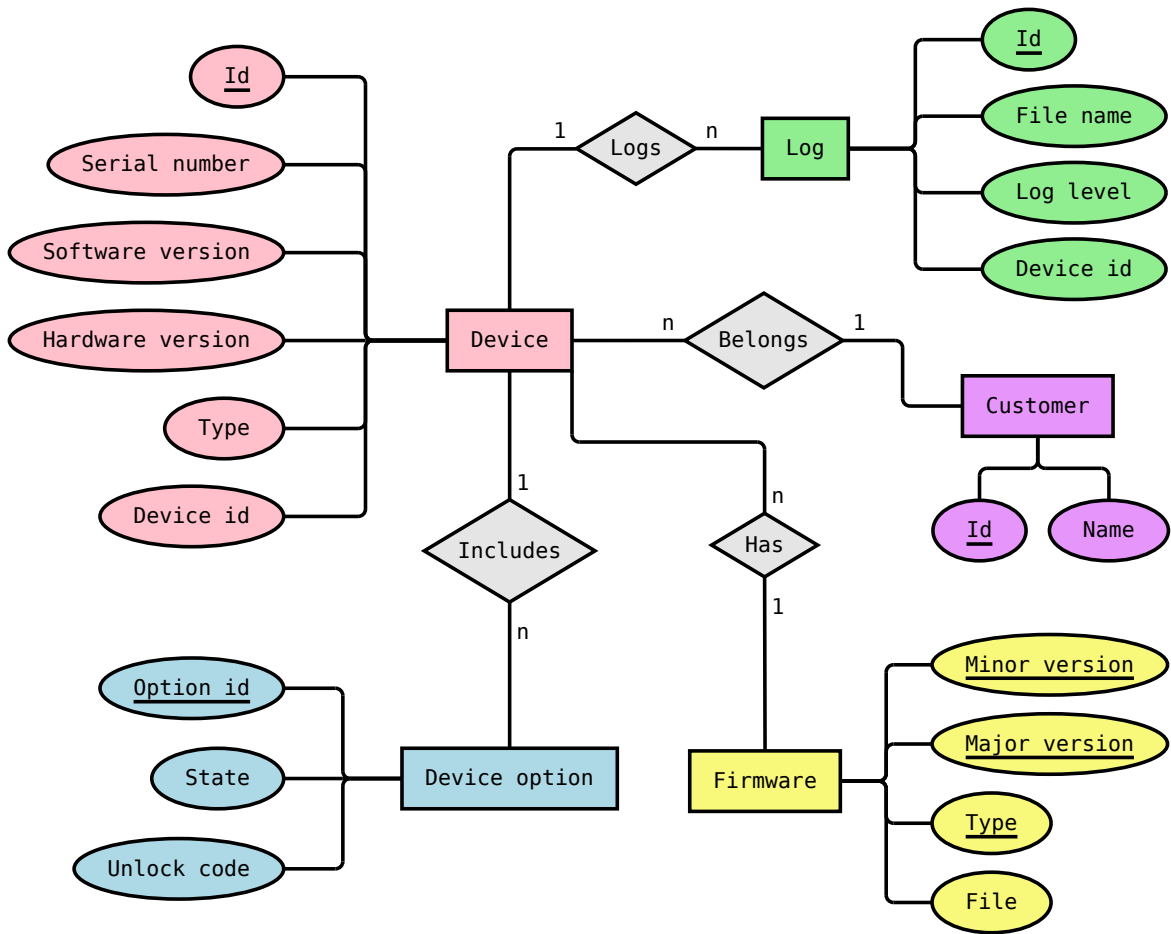 Id
Id
File name
1
n
Logs
Log
Serial number
Log level
Software version
Device id
n
1
Hardware version
Device
Belongs
Customer
Type
1
n
Device id
Id
Name
Includes
Has
1
n
Minor version
Option id
Major version
State
Device option
Firmware
Type
Unlock code
File